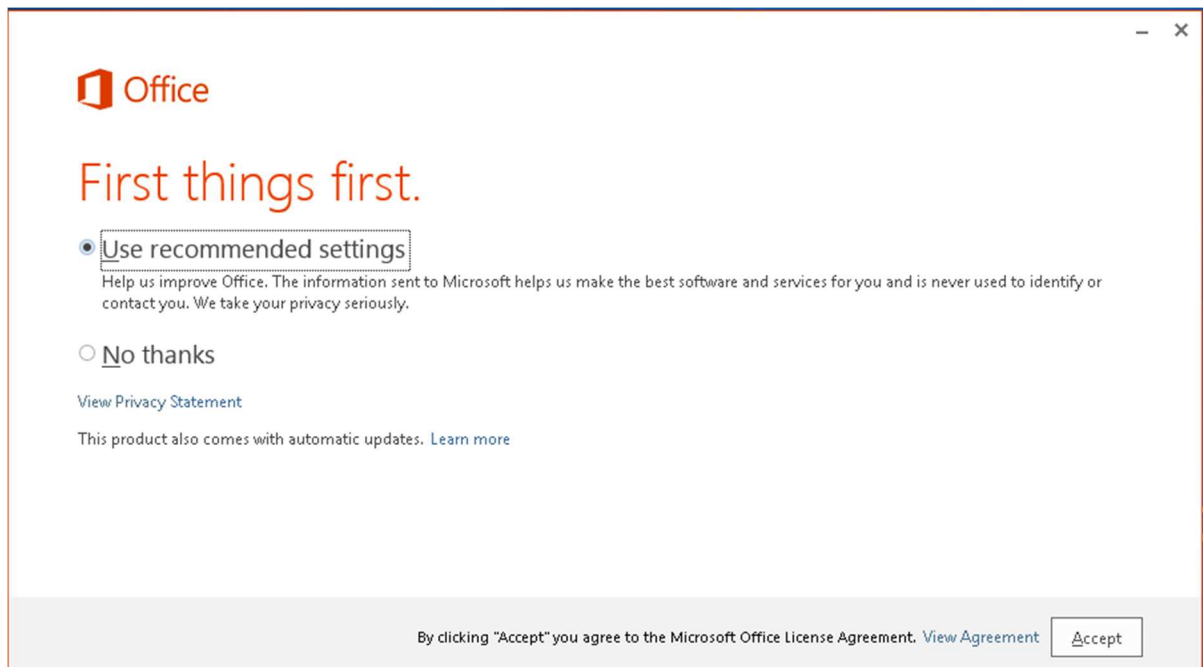 Office
First things first.
Use recommended settings
Help us improve Office. The information sent to Microsoft helps us make the best software and services for you and is never used to identify or
contact you. We take your privacy seriously.
No thanks
View Privacy Statement
This product also comes with automatic updates. Learn more
By clicking "Accept" you agree to the Microsoft Office License Agreement. View Agreement Accept